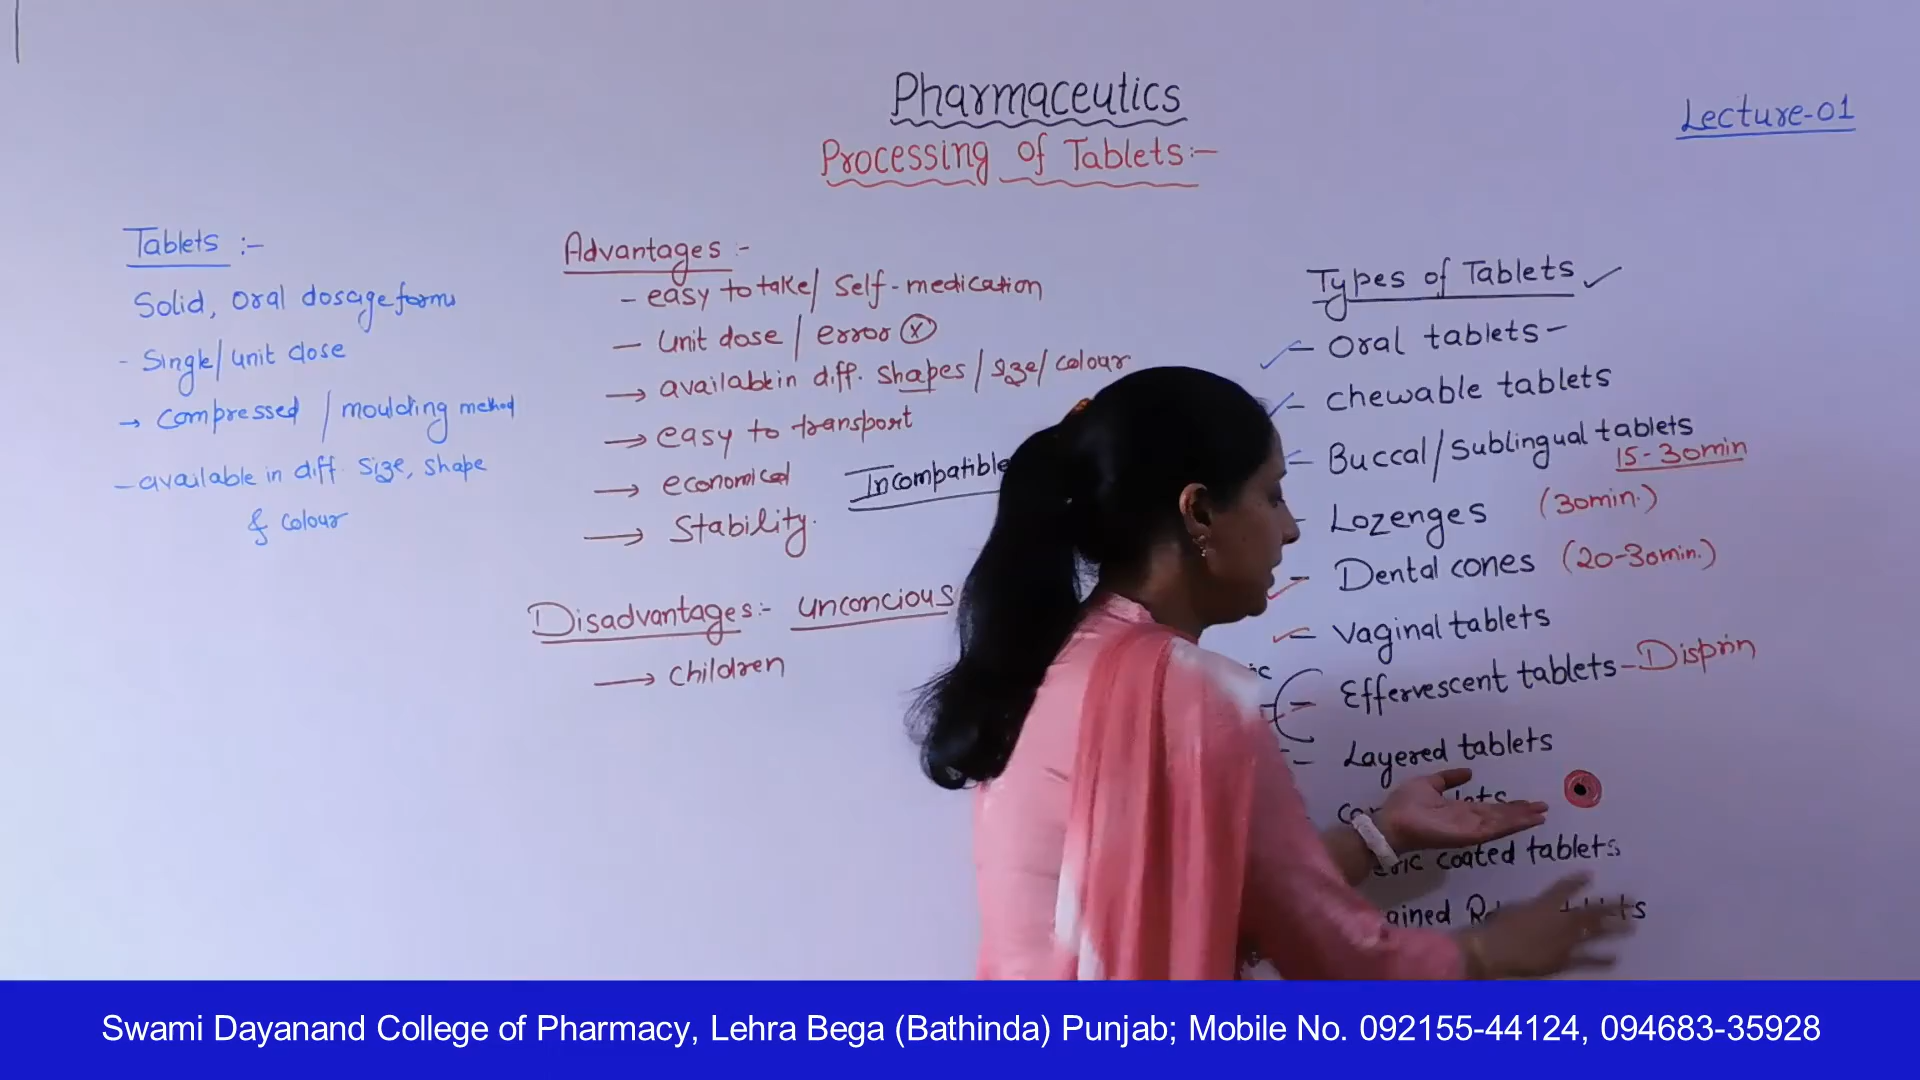 Pharmaceutics
Lecture-01
Processing of Tablets:-
Tablets :-
Solid, oral dosage forms
- Single/unit dose
→ compressed / moulding method
- available in diff. size, shape
& colour
Advantages :-
- easy to take/ Self-medication
- Unit dose / error ⓧ
→ available in diff. shapes / size/ colour
→ easy to transport
→ economical
Incompatible
→ Stability.
Disadvantages:- unconcious
→ children
Types of Tablets ✓
- Oral tablets-
- chewable tablets
- Buccal/Sublingual tablets
15-30min
- Lozenges (30min.)
- Dental cones (20-30min.)
- Vaginal tablets
- Effervescent tablets-Disprin
- Layered tablets
coated tablets
ained
Swami Dayanand College of Pharmacy, Lehra Bega (Bathinda) Punjab; Mobile No. 092155-44124, 094683-35928